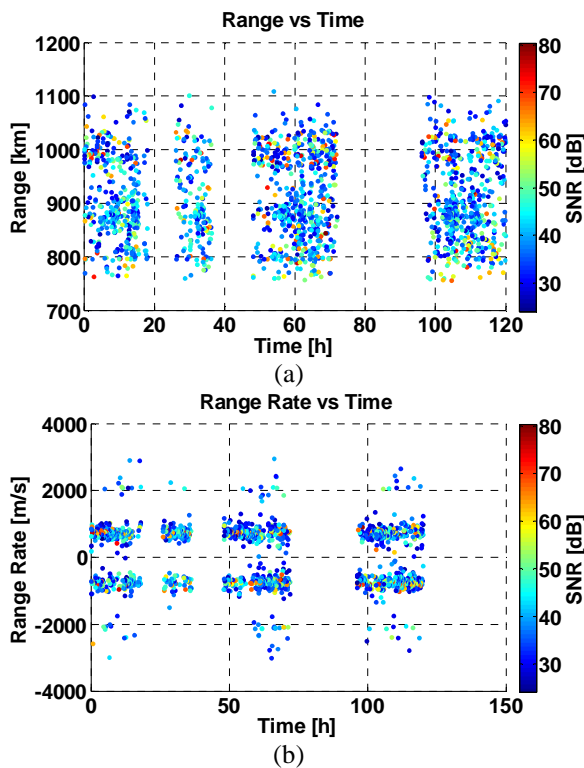 Range vs Time
1200
1100
1000
900
800
700
Range [km]
0 20 40 60 80 100 120
Time [h]
80
70
60
50
40
30
SNR [dB]
(a)
Range Rate vs Time
4000
2000
0
-2000
-4000
Range Rate [m/s]
0 50 100 150
Time [h]
80
70
60
50
40
30
SNR [dB]
(b)